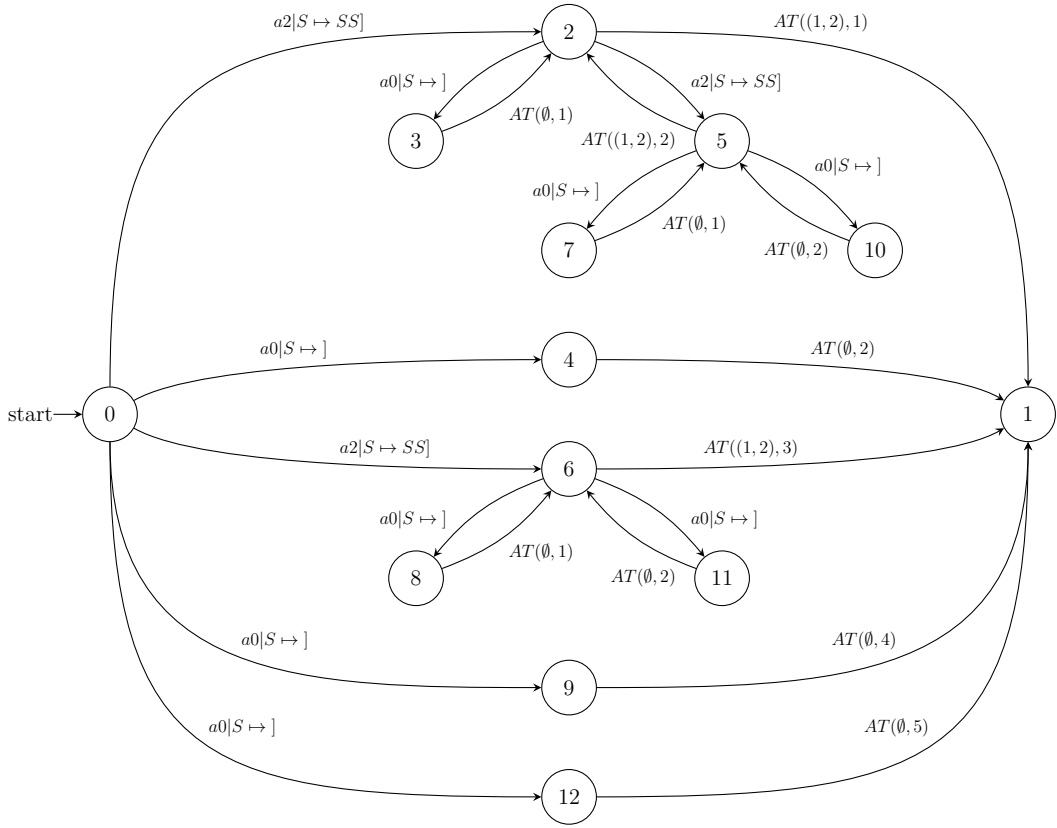 a2|S ↦ SS]
2
AT((1, 2), 1)
a0|S ↦ ]
a2|S ↦ SS]
AT(∅, 1)
3
AT((1, 2), 2)
5
a0|S ↦ ]
a0|S ↦ ]
AT(∅, 1)
7
AT(∅, 2)
10
a0|S ↦ ]
4
AT(∅, 2)
start
0
1
a2|S ↦ SS]
6
AT((1, 2), 3)
a0|S ↦ ]
a0|S ↦ ]
AT(∅, 1)
8
AT(∅, 2)
11
a0|S ↦ ]
AT(∅, 4)
9
a0|S ↦ ]
AT(∅, 5)
12